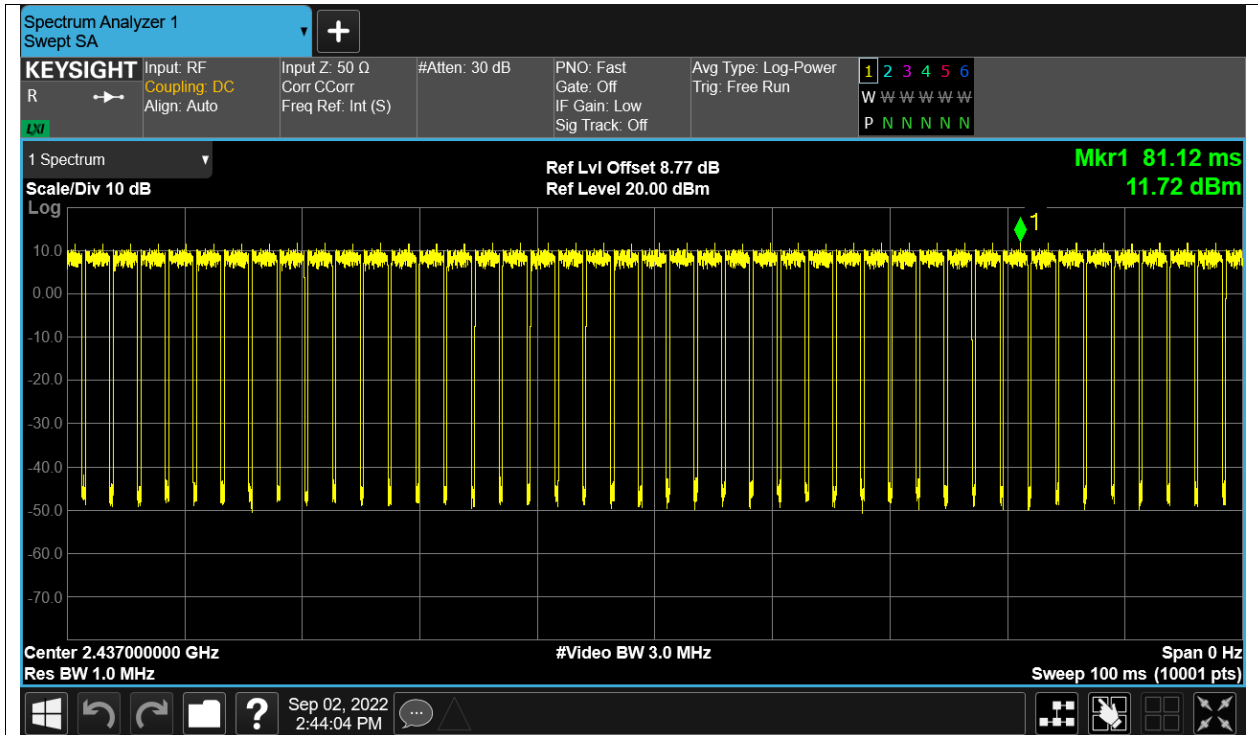 Spectrum Analyzer 1
Swept SA
+
KEYSIGHT
R
LXI
Input: RF
Coupling: DC
Align: Auto
Input Z: 50 Ω
Corr CCorr
Freq Ref: Int (S)
#Atten: 30 dB
PNO: Fast
Gate: Off
IF Gain: Low
Sig Track: Off
Avg Type: Log-Power
Trig: Free Run
1 2 3 4 5 6
W W W W W W
P N N N N N
1 Spectrum
Scale/Div 10 dB
Log
Ref Lvl Offset 8.77 dB
Ref Level 20.00 dBm
Mkr1 81.12 ms
11.72 dBm
1
10.0
0.00
-10.0
-20.0
-30.0
-40.0
-50.0
-60.0
-70.0
Center 2.437000000 GHz
Res BW 1.0 MHz
#Video BW 3.0 MHz
Span 0 Hz
Sweep 100 ms (10001 pts)
?
Sep 02, 2022
2:44:04 PM